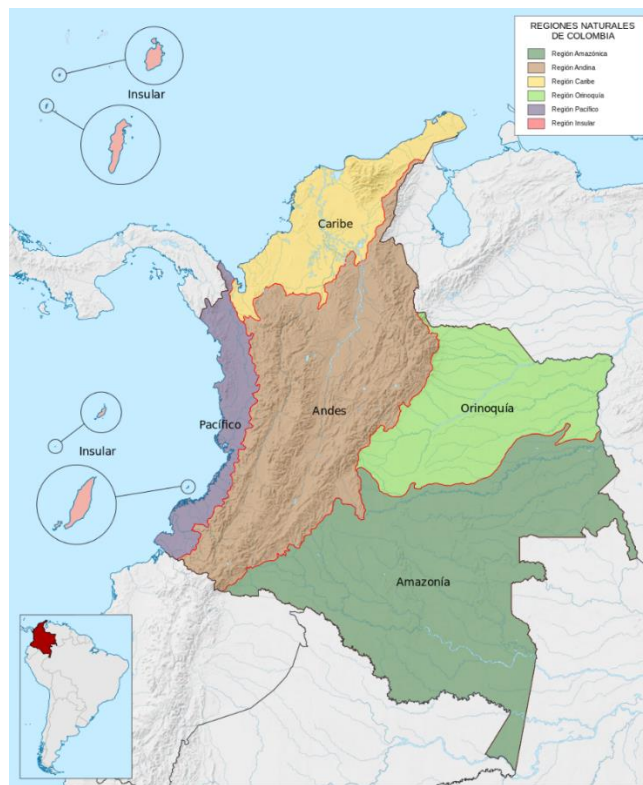 REGIONES NATURALES
DE COLOMBIA
Región Amazónica
Región Andina
Región Caribe
Región Orinoquía
Región Pacífico
Región Insular
Insular
Caribe
Pacífico
Andes
Orinoquía
Insular
Amazonía